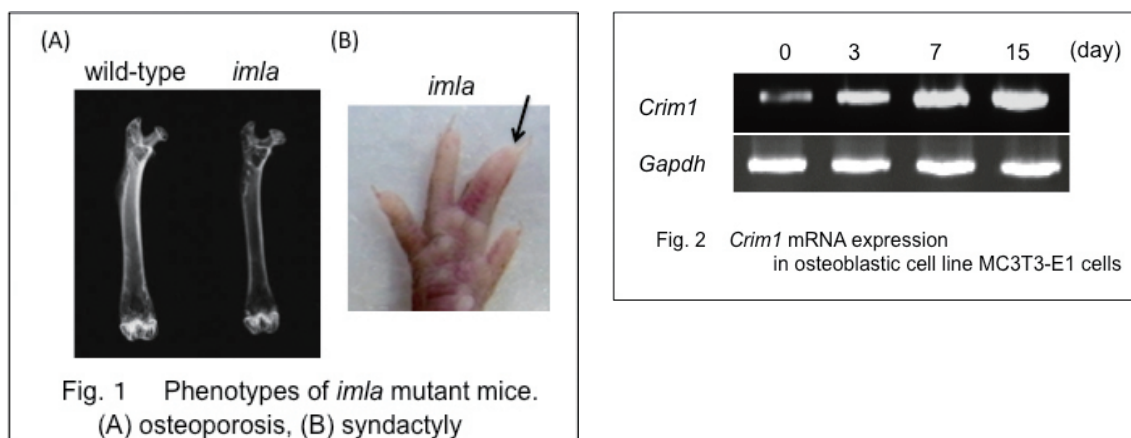 (A)
(B)
wild-type imla
imla
Fig. 1 Phenotypes of imla mutant mice.
(A) osteoporosis, (B) syndactyly
0 3 7 15 (day)
Crim1
Gapdh
Fig. 2 Crim1 mRNA expression
in osteoblastic cell line MC3T3-E1 cells